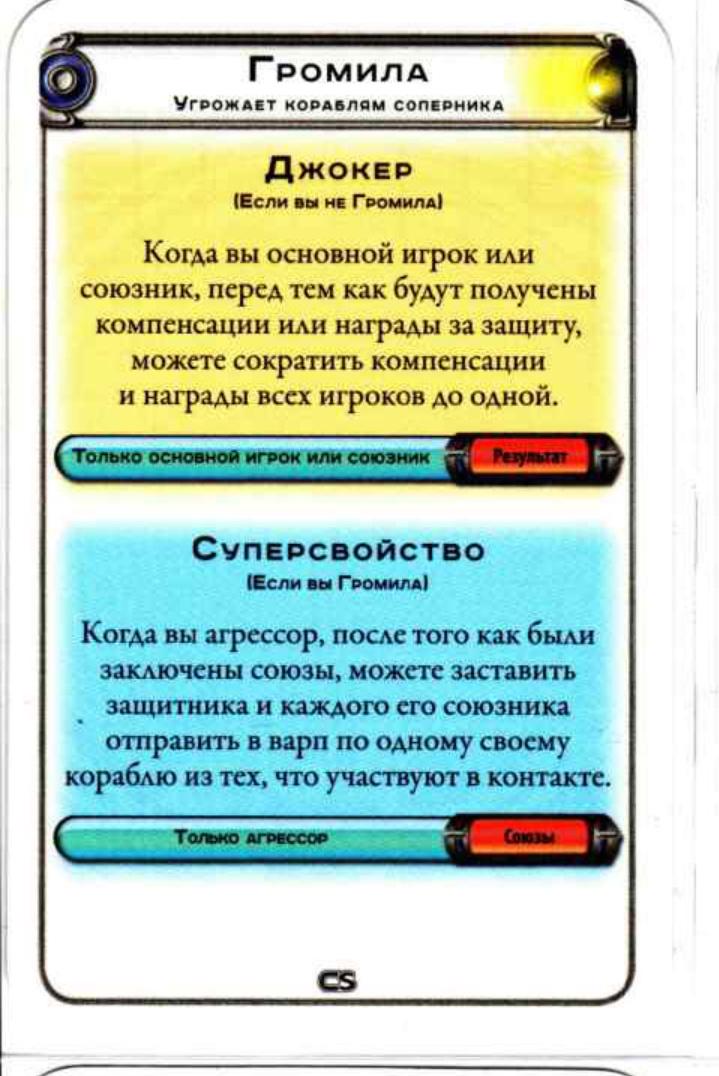 Громила
Угрожает кораблям соперника
Джокер
(Если вы не Громила)
Когда вы основной игрок или
союзник, перед тем как будут получены
компенсации или награды за защиту,
можете сократить компенсации
и награды всех игроков до одной.
Только основной игрок или союзник Результат
Суперсвойство
(Если вы Громила)
Когда вы агрессор, после того как были
заключены союзы, можете заставить
защитника и каждого его союзника
отправить в варп по одному своему
кораблю из тех, что участвуют в контакте.
Только агрессор Союзы
CS